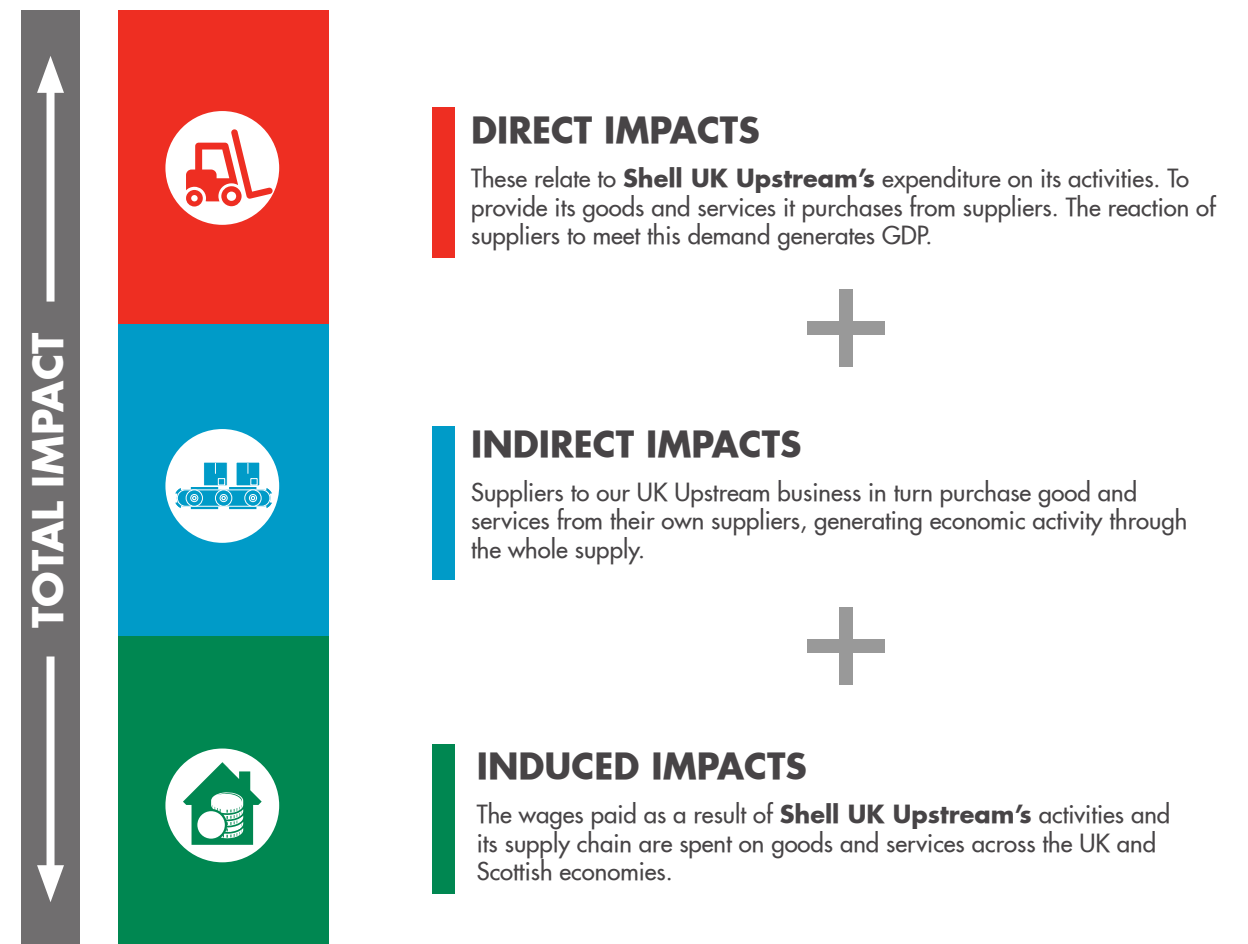 TOTAL IMPACT
DIRECT IMPACTS
These relate to Shell UK Upstream’s expenditure on its activities. To
provide its goods and services it purchases from suppliers. The reaction of
suppliers to meet this demand generates GDP.
INDIRECT IMPACTS
Suppliers to our UK Upstream business in turn purchase good and
services from their own suppliers, generating economic activity through
the whole supply.
INDUCED IMPACTS
The wages paid as a result of Shell UK Upstream’s activities and
its supply chain are spent on goods and services across the UK and
Scottish economies.